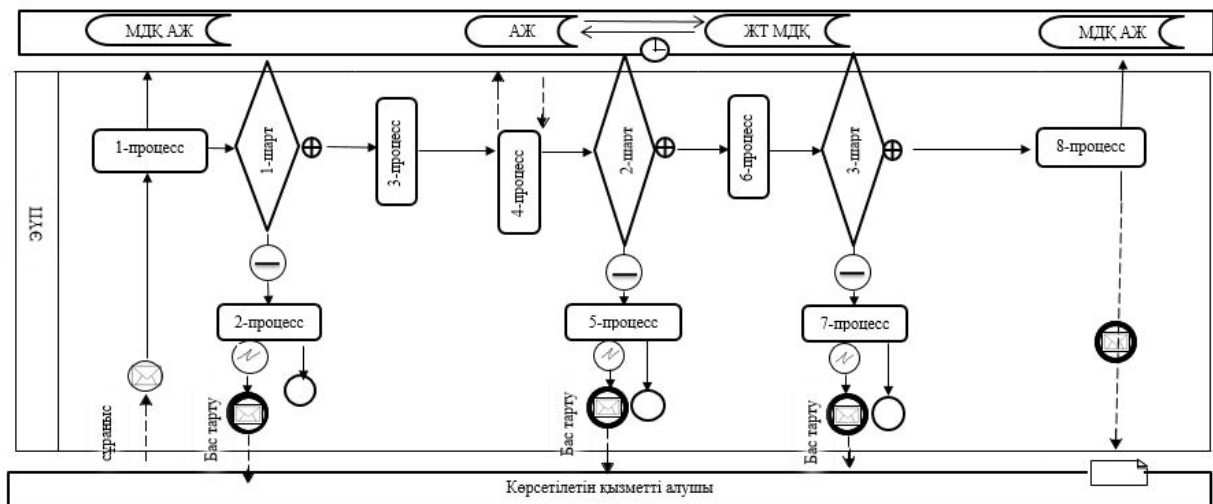 МДҚ АЖ
АЖ
ЖТ МДҚ
МДҚ АЖ
ЭҮП
1-процесс
1-шарт
3-процесс
4-процесс
2-шарт
6-процесс
3-шарт
8-процесс
2-процесс
5-процесс
7-процесс
сұраныс
Бас тарту
Бас тарту
Бас тарту
Көрсетілетін қызметті алушы